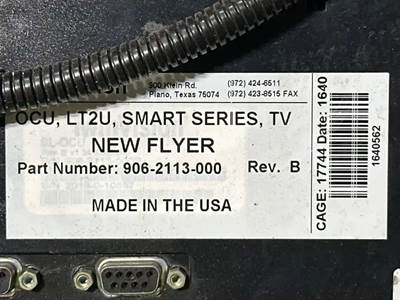 900 Klein Rd. (972) 424-6511
Plano, Texas 75074 (972) 423-8515 FAX
OCU, LT2U, SMART SERIES, TV
NEW FLYER
Part Number: 906-2113-000 Rev. B
MADE IN THE USA
CAGE: 17744 Date: 1640
1640562